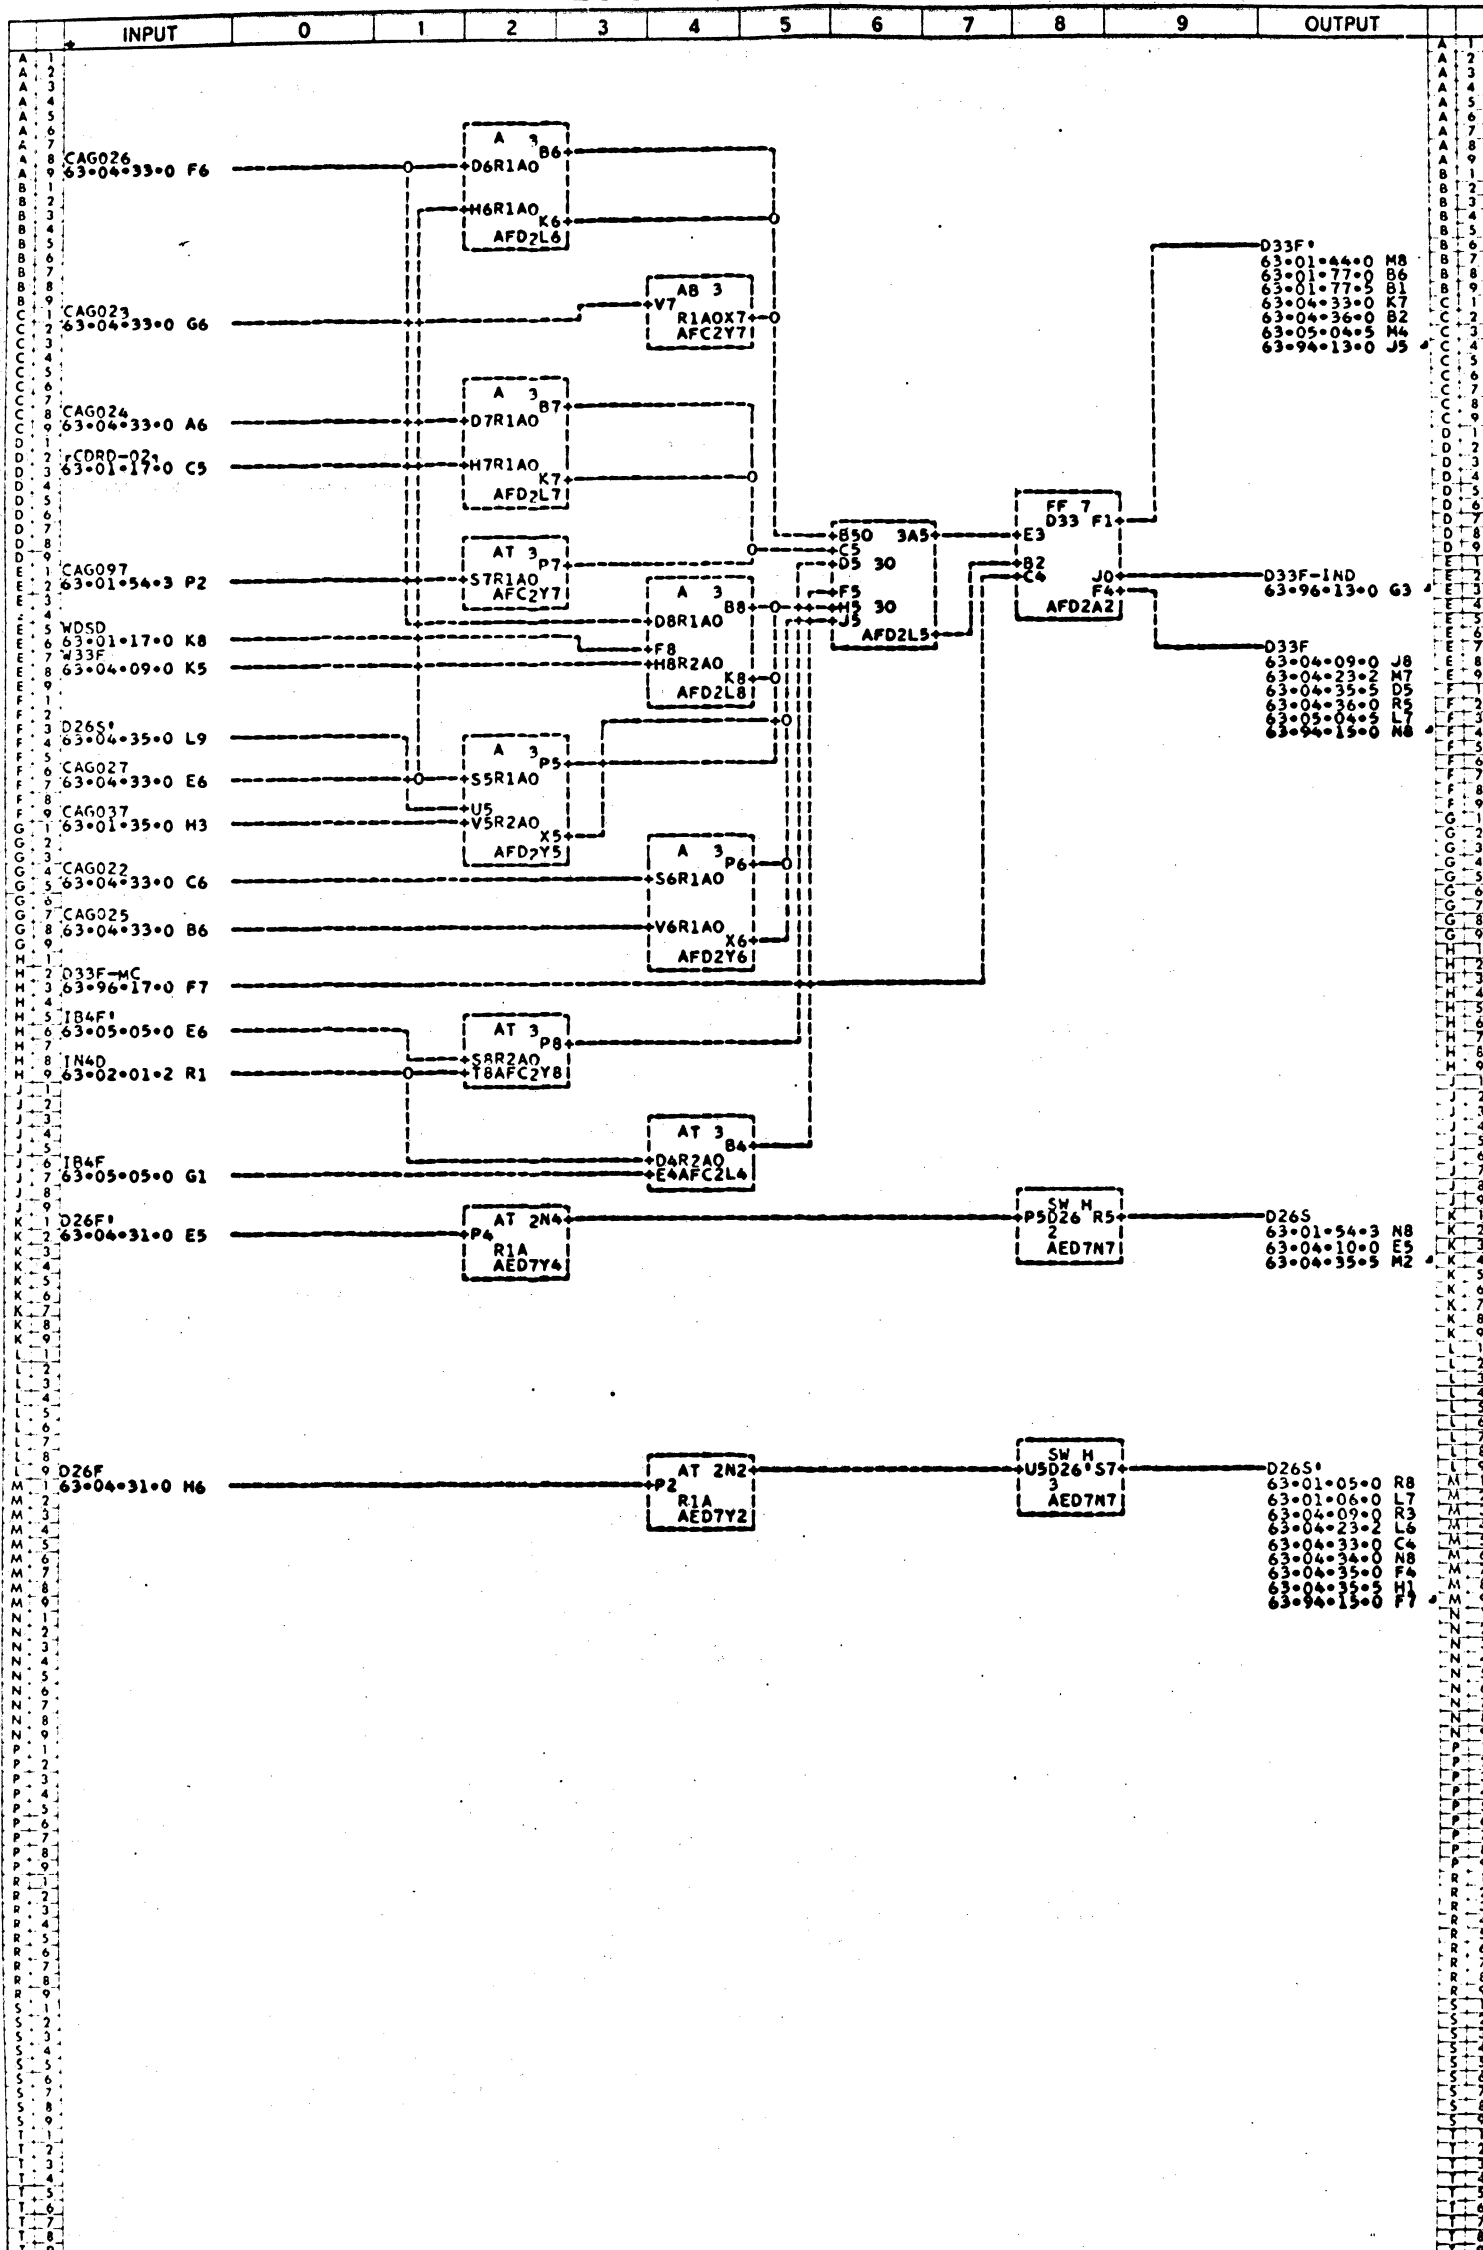 INPUT 0 1 2 3 4 5 6 7 8 9 OUTPUT
CAG026
63•04•33•0 F6
A 3
B6
D6R1A0
H6R1A0
K6
AFD2L6
CAG023
63•04•33•0 G6
AB 3
V7
R1A0X7
AFC2Y7
CAG024
63•04•33•0 A6
63•01•17•0 C5
A 3
B7
D7R1A0
H7R1A0
K7
AFD2L7
CAG097
63•01•54•3 P2
AT 3
P7
S7R1A0
AFC2Y7
WDSD
63•01•17•0 K8
W33F
63•04•09•0 K5
A 3
B8
D8R1A0
F8
H8R2A0
K8
AFD2L8
D26S'
63•04•35•0 L9
CAG027
63•04•33•0 E6
CAG037
63•01•35•0 H3
A 3
P5
S5R1A0
U5
V5R2A0
X5
AFD2Y5
CAG022
63•04•33•0 C6
CAG025
63•04•33•0 B6
A 3
P6
S6R1A0
V6R1A0
X6
AFD2Y6
D33F-MC
63•96•17•0 F7
IB4F'
63•05•05•0 E6
IN4D
63•02•01•2 R1
AT 3
P8
S8R2A0
T8AFC2Y8
IB4F
63•05•05•0 G1
AT 3
B4
D4R2A0
E4AFC2L4
B5O 3A5
C5
D5 3O
F5
H5 3O
J5
AFD2L5
FF 7
D33 F1
E3
B2
C4 J0
F4
AFD2A2
D33F'
63•01•44•0 M8
63•01•77•0 B6
63•01•77•5 B1
63•04•33•0 K7
63•04•36•0 B2
63•05•04•5 M4
63•94•13•0 J5
D33F-IND
63•96•13•0 G3
D33F
63•04•09•0 J8
63•04•23•2 M7
63•04•35•5 D5
63•04•36•0 R5
63•05•04•5 L7
63•94•15•0 N8
D26F'
63•04•31•0 E5
AT 2N4
P4
R1A
AED7Y4
SW H
P5D26 R5
2
AED7N7
D26S
63•01•54•3 N8
63•04•10•0 E5
63•04•35•5 M2
D26F
63•04•31•0 H6
AT 2N2
P2
R1A
AED7Y2
SW H
U5D26'S7
3
AED7N7
D26S'
63•01•05•0 R8
63•01•06•0 L7
63•04•09•0 R3
63•04•23•2 L6
63•04•33•0 C4
63•04•34•0 N8
63•04•35•0 F4
63•04•35•5 H1
63•94•15•0 F7